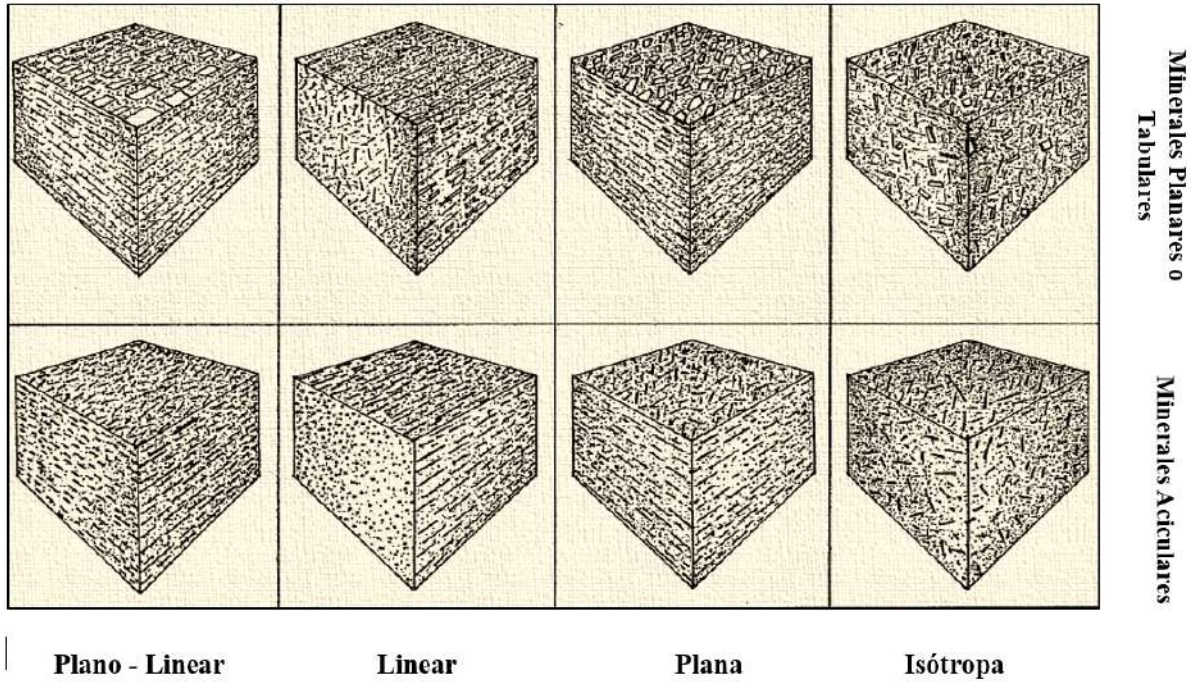 Minerales Planares o
Tabulares
Minerales Aciculares
Plano - Linear
Linear
Plana
Isótropa